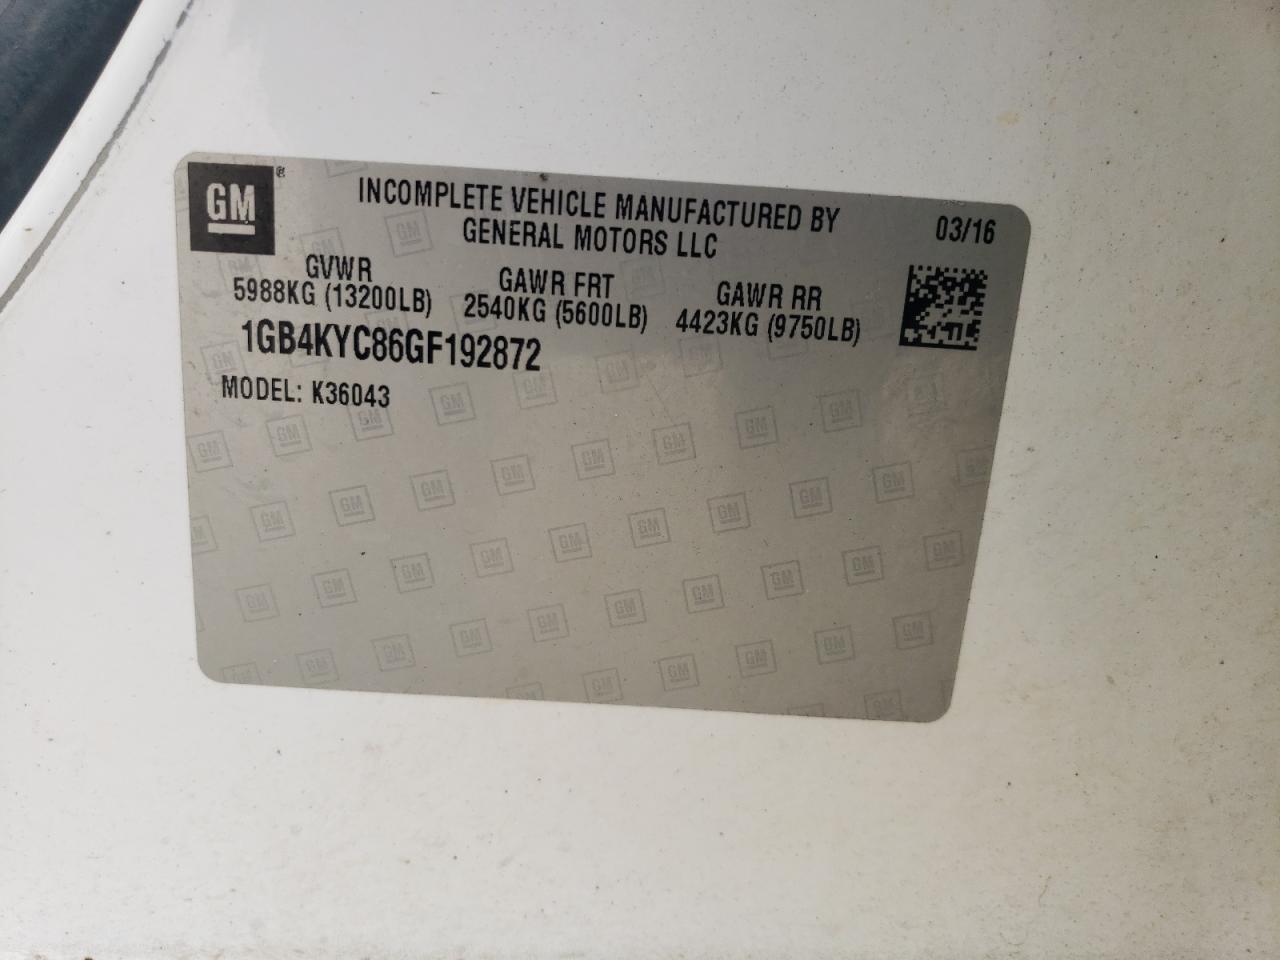 GM®
INCOMPLETE VEHICLE MANUFACTURED BY
GENERAL MOTORS LLC
03/16
GVWR
5988KG (13200LB)
GAWR FRT
2540KG (5600LB)
GAWR RR
4423KG (9750LB)
1GB4KYC86GF192872
MODEL: K36043